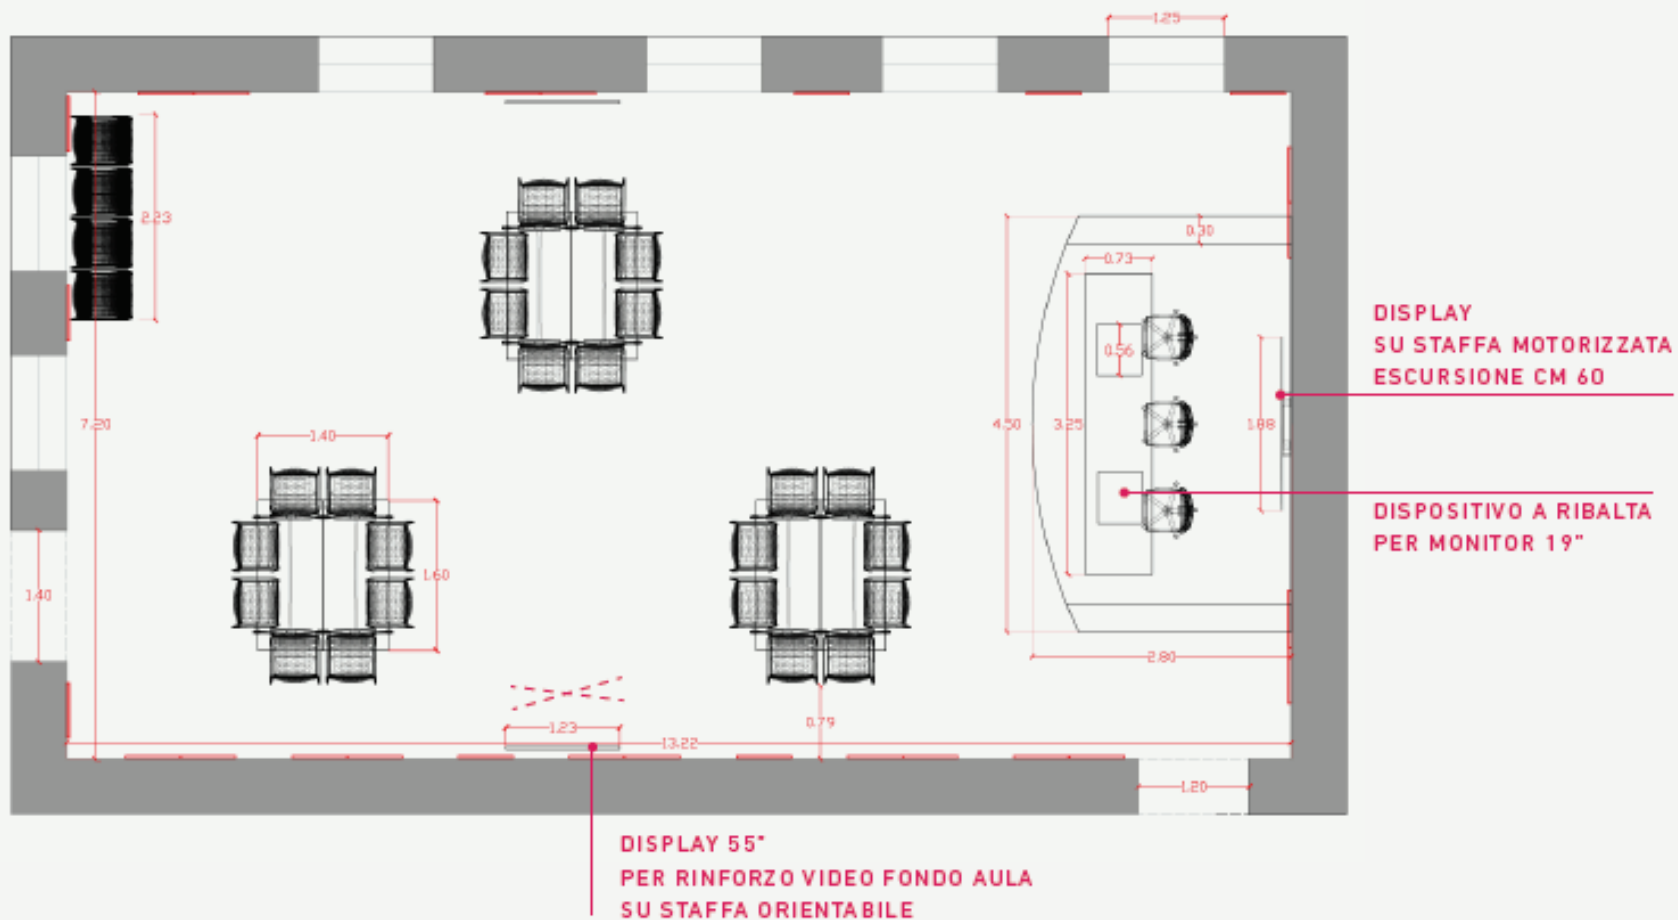 1.25
2.23
0.30
0.73
0.56
DISPLAY
SU STAFFA MOTORIZZATA
ESCURSIONE CM 60
7.20
4.50
3.25
1.88
1.40
DISPOSITIVO A RIBALTA
PER MONITOR 19"
1.60
1.40
2.80
0.79
1.23
13.22
1.20
DISPLAY 55"
PER RINFORZO VIDEO FONDO AULA
SU STAFFA ORIENTABILE